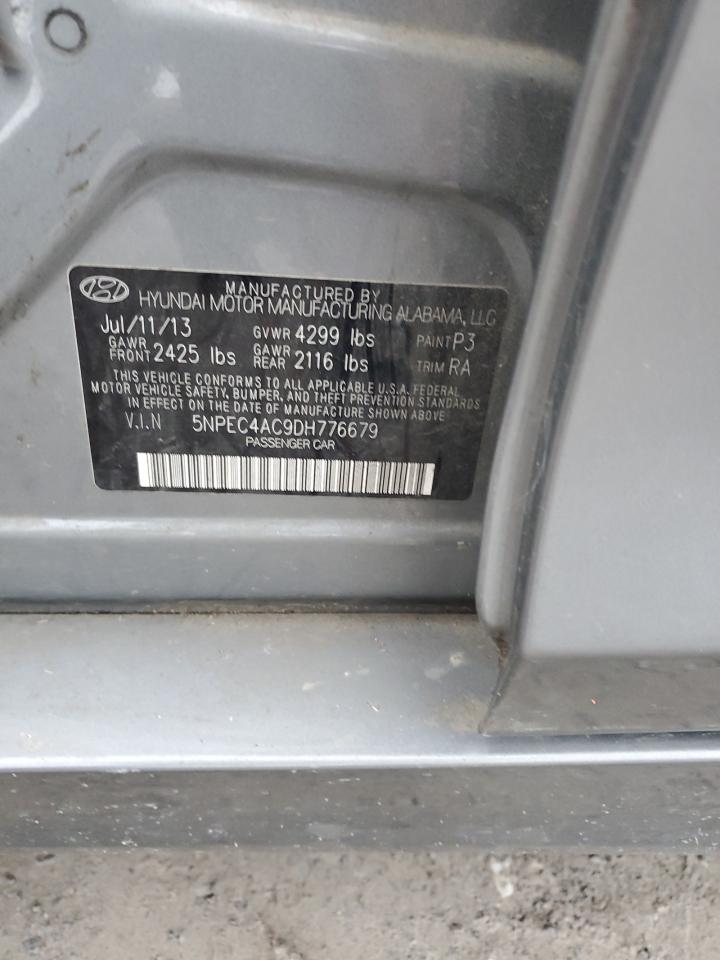 MANUFACTURED BY
HYUNDAI MOTOR MANUFACTURING ALABAMA, LLC
Jul/11/13 GVWR 4299 lbs PAINT P3
GAWR FRONT 2425 lbs GAWR REAR 2116 lbs TRIM RA
THIS VEHICLE CONFORMS TO ALL APPLICABLE U.S.A. FEDERAL
MOTOR VEHICLE SAFETY, BUMPER, AND THEFT PREVENTION STANDARDS
IN EFFECT ON THE DATE OF MANUFACTURE SHOWN ABOVE
V.I.N 5NPEC4AC9DH776679
PASSENGER CAR